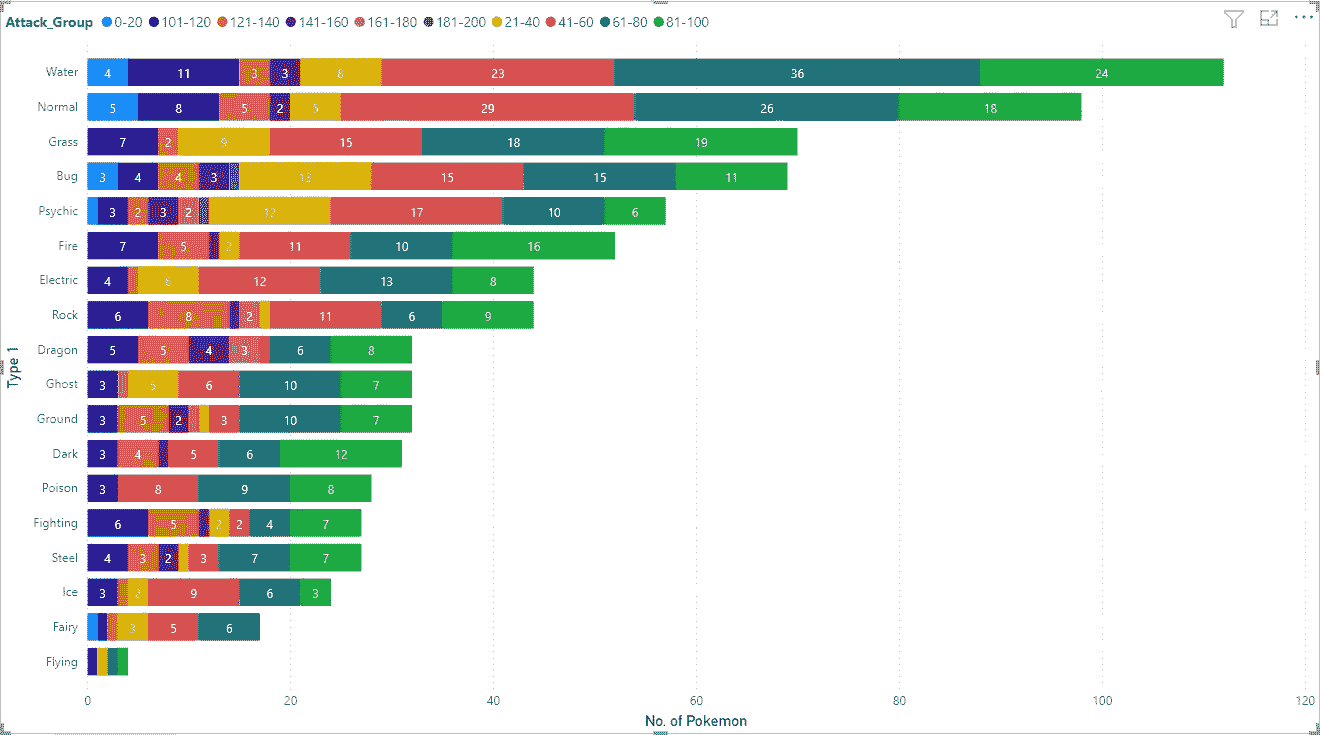 Attack_Group 0-20 101-120 121-140 141-160 161-180 181-200 21-40 41-60 61-80 81-100
Water 4 11 3 3 8 23 36 24
Normal 5 8 5 2 5 29 26 18
Grass 7 2 9 15 18 19
Bug 3 4 4 3 13 15 15 11
Psychic 3 2 3 2 12 17 10 6
Fire 7 5 2 11 10 16
Electric 4 6 12 13 8
Rock 6 8 2 11 6 9
Dragon 5 5 4 3 6 8
Ghost 3 5 6 10 7
Ground 3 5 2 3 10 7
Dark 3 4 5 6 12
Poison 3 8 9 8
Fighting 6 5 2 2 4 7
Steel 4 3 2 3 7 7
Ice 3 2 9 6 3
Fairy 3 5 6
Flying
Type 1
0 20 40 60 80 100 120
No. of Pokemon